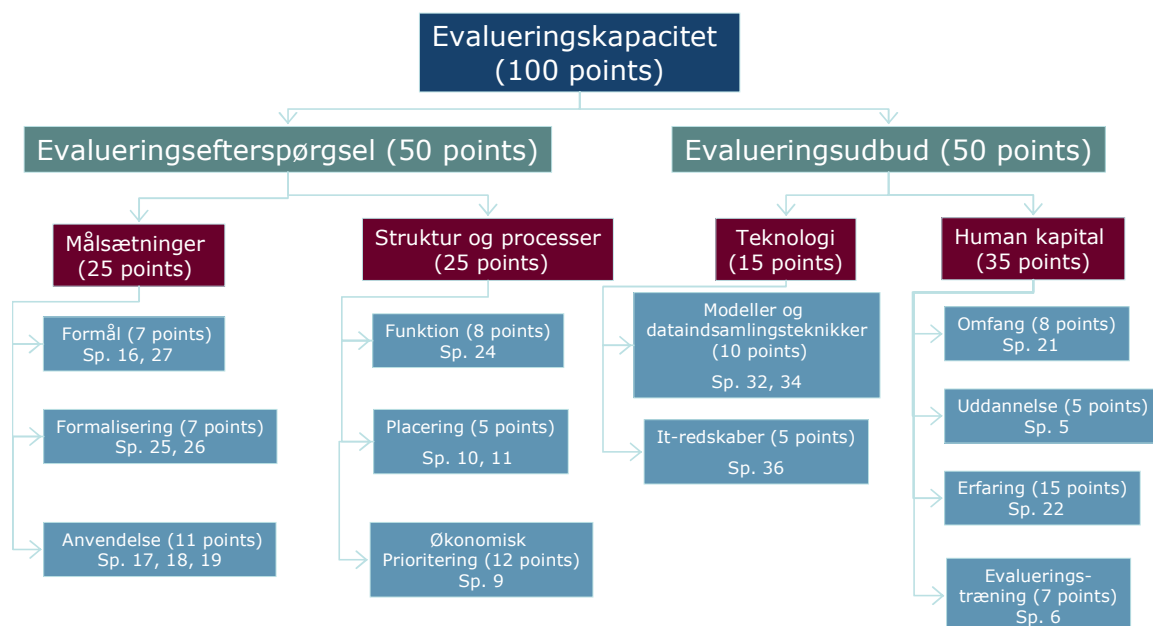 Evalueringskapacitet
(100 points)
Evalueringsefterspørgsel (50 points)
Evalueringsudbud (50 points)
Målsætninger
(25 points)
Struktur og processer
(25 points)
Teknologi
(15 points)
Human kapital
(35 points)
Formål (7 points)
Sp. 16, 27
Formalisering (7 points)
Sp. 25, 26
Anvendelse (11 points)
Sp. 17, 18, 19
Funktion (8 points)
Sp. 24
Placering (5 points)
Sp. 10, 11
Økonomisk
Prioritering (12 points)
Sp. 9
Modeller og
dataindsamlingsteknikker
(10 points)
Sp. 32, 34
It-redskaber (5 points)
Sp. 36
Omfang (8 points)
Sp. 21
Uddannelse (5 points)
Sp. 5
Erfaring (15 points)
Sp. 22
Evaluerings-
træning (7 points)
Sp. 6